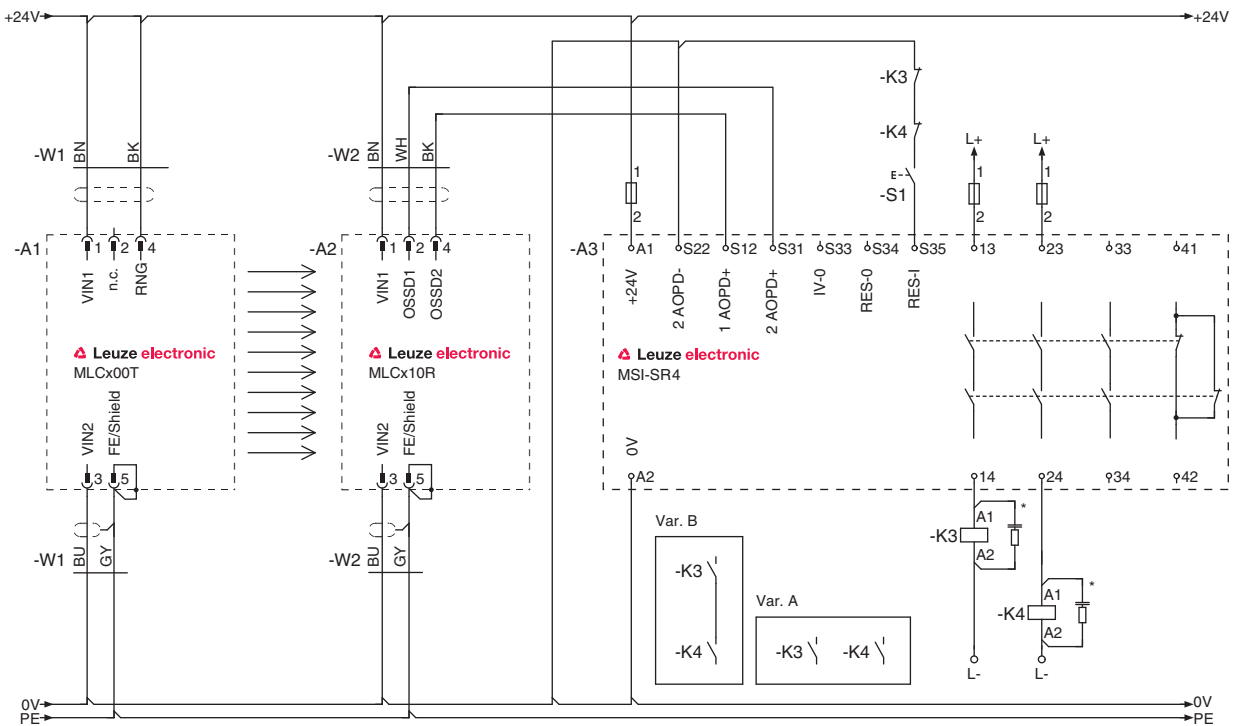 +24V +24V
-K3
-K4
L+ L+
-W1 BN BK
-W2 BN WH BK
E-- -S1
1 1 1
2 2 2
-A1 1 2 4
-A2 1 2 4
-A3 A1 S22 S12 S31 S33 S34 S35 13 23 33 41
VIN1 n.c. RNG
VIN1 OSSD1 OSSD2
+24V 2 AOPD- 1 AOPD+ 2 AOPD+ IV-0 RES-0 RES-I
Leuze electronic
MLCx00T
Leuze electronic
MLCx10R
Leuze electronic
MSI-SR4
VIN2 FE/Shield
VIN2 FE/Shield
0V
3 5
3 5
A2 14 24 34 42
-W1 BU GY
-W2 BU GY
Var. B
-K3
-K4
Var. A
-K3 -K4
-K3 A1 A2 *
-K4 A1 A2 *
L- L-
0V 0V
PE PE